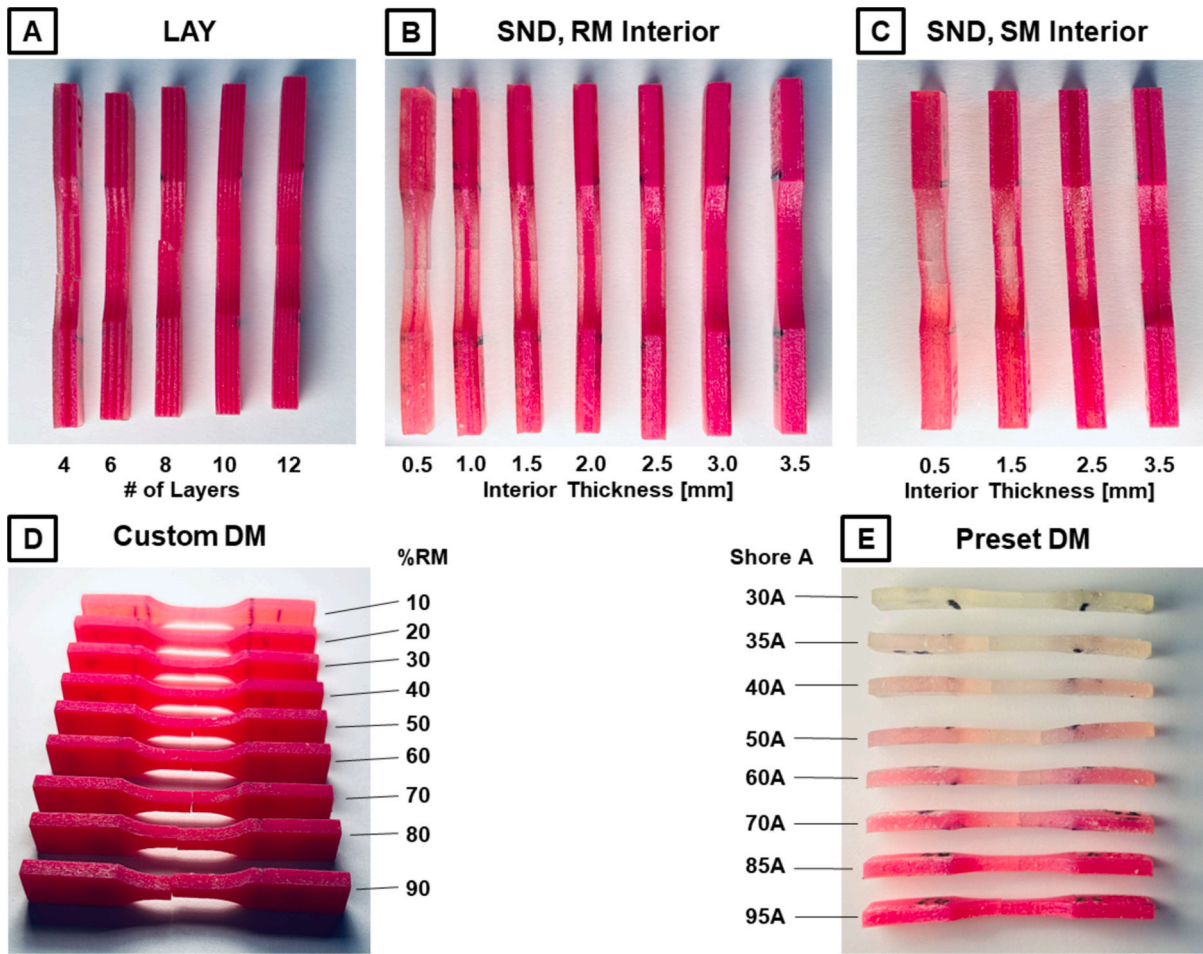 A LAY
B SND, RM Interior
C SND, SM Interior
4 6 8 10 12
# of Layers
0.5 1.0 1.5 2.0 2.5 3.0 3.5
Interior Thickness [mm]
0.5 1.5 2.5 3.5
Interior Thickness [mm]
D Custom DM
%RM
10
20
30
40
50
60
70
80
90
Shore A
E Preset DM
30A
35A
40A
50A
60A
70A
85A
95A